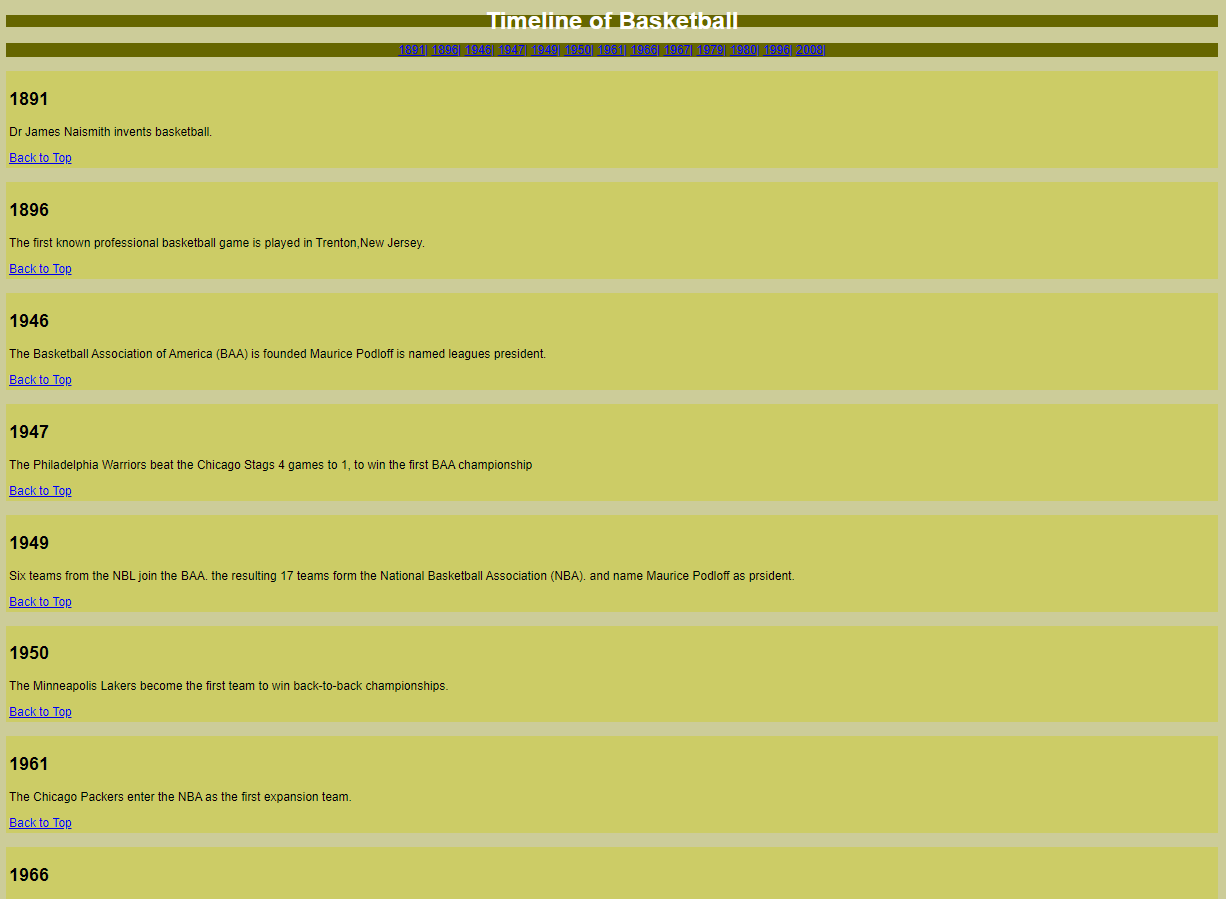 Timeline of Basketball
1891| 1896| 1946| 1947| 1949| 1950| 1961| 1966| 1967| 1979| 1980| 1996| 2008|
1891
Dr James Naismith invents basketball.
Back to Top
1896
The first known professional basketball game is played in Trenton,New Jersey.
Back to Top
1946
The Basketball Association of America (BAA) is founded Maurice Podloff is named leagues president.
Back to Top
1947
The Philadelphia Warriors beat the Chicago Stags 4 games to 1, to win the first BAA championship
Back to Top
1949
Six teams from the NBL join the BAA. the resulting 17 teams form the National Basketball Association (NBA). and name Maurice Podloff as prsident.
Back to Top
1950
The Minneapolis Lakers become the first team to win back-to-back championships.
Back to Top
1961
The Chicago Packers enter the NBA as the first expansion team.
Back to Top
1966